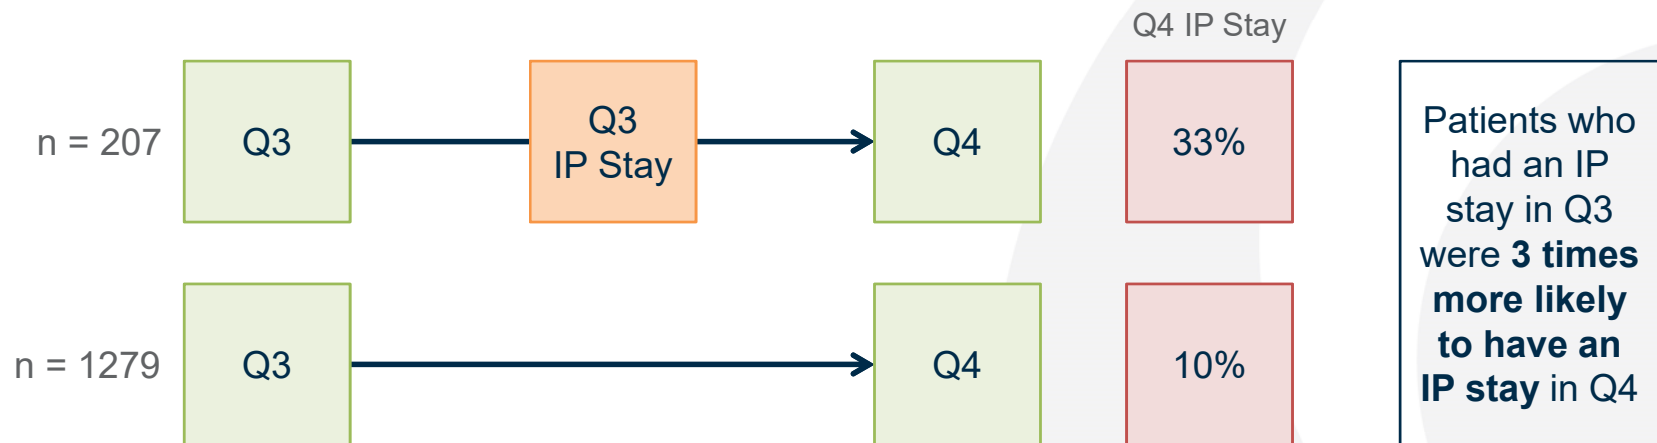 Q4 IP Stay
n = 207
Q3
Q3
IP Stay
Q4
33%
n = 1279
Q3
Q4
10%
Patients who
had an IP
stay in Q3
were 3 times
more likely
to have an
IP stay in Q4